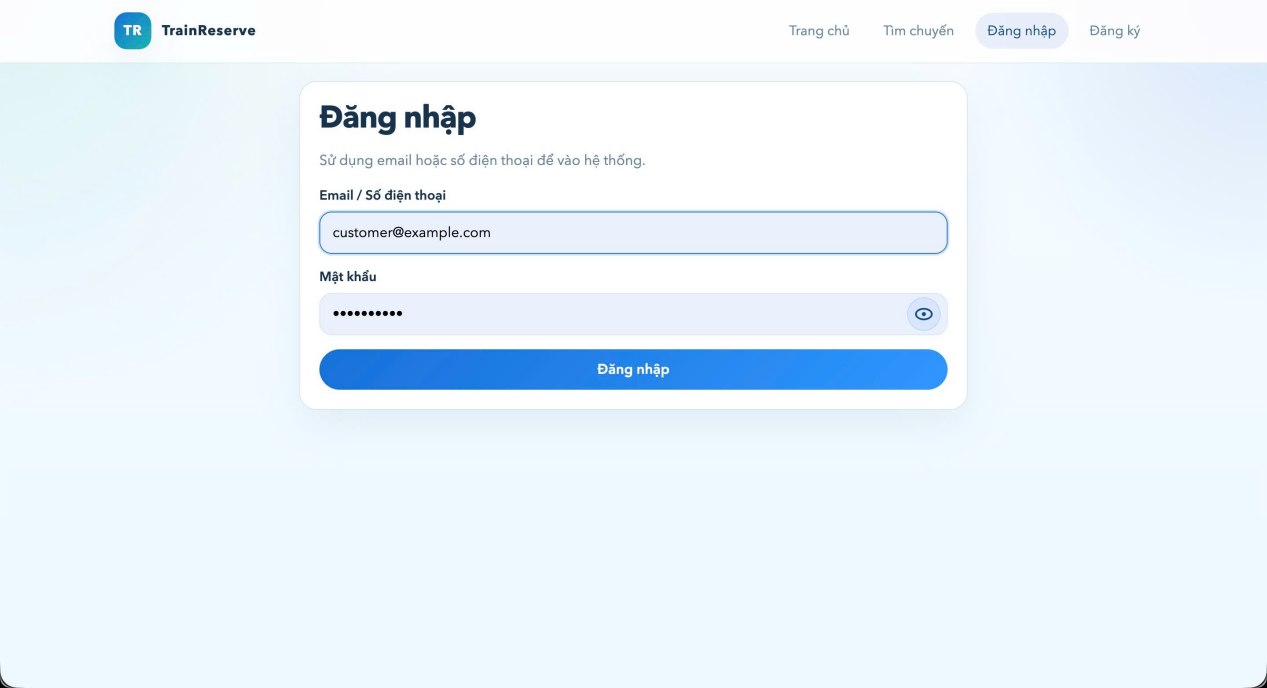 TR TrainReserve Trang chủ Tìm chuyến Đăng nhập Đăng ký
Đăng nhập
Sử dụng email hoặc số điện thoại để vào hệ thống.
Email / Số điện thoại
customer@example.com
Mật khẩu
••••••••••
Đăng nhập